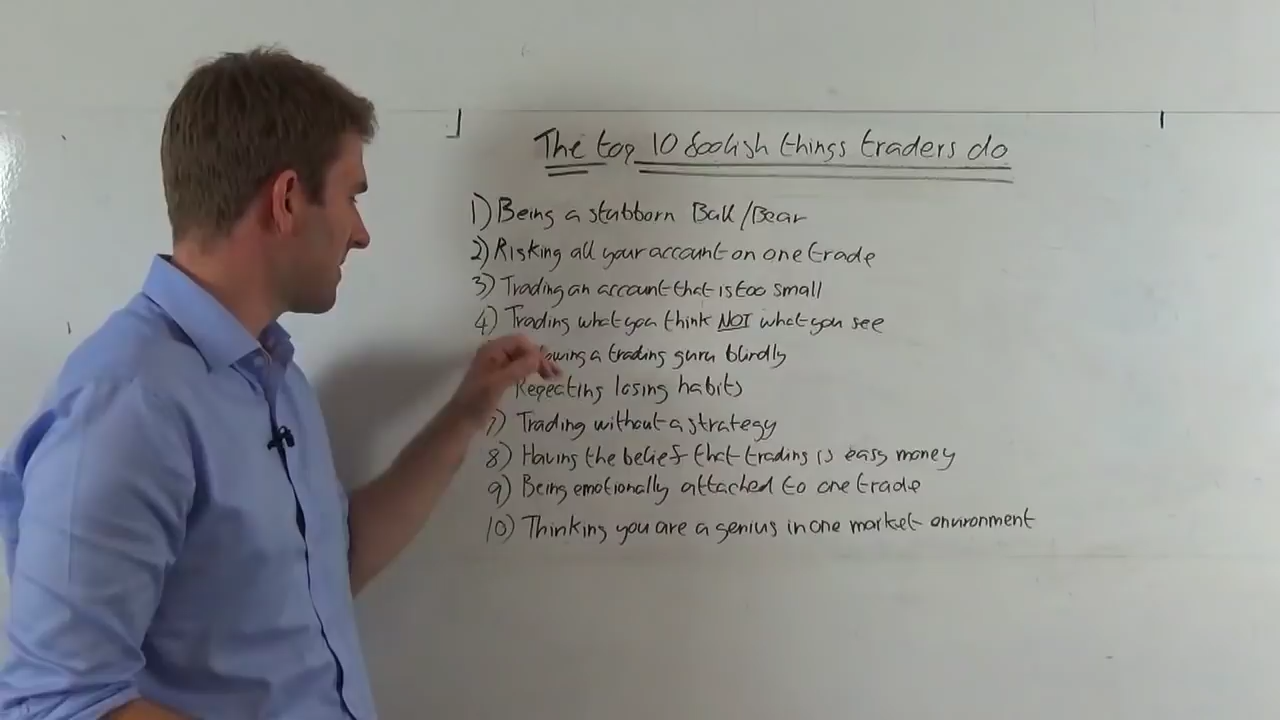 The top 10 foolish things traders do
1) Being a stubborn Bull/Bear
2) Risking all your account on one trade
3) Trading an account that is too small
4) Trading what you think NOT what you see
a trading guru blindly
Repeating losing habits
7) Trading without a strategy
8) Having the belief that trading is easy money
9) Being emotionally attached to one trade
10) Thinking you are a genius in one market environment